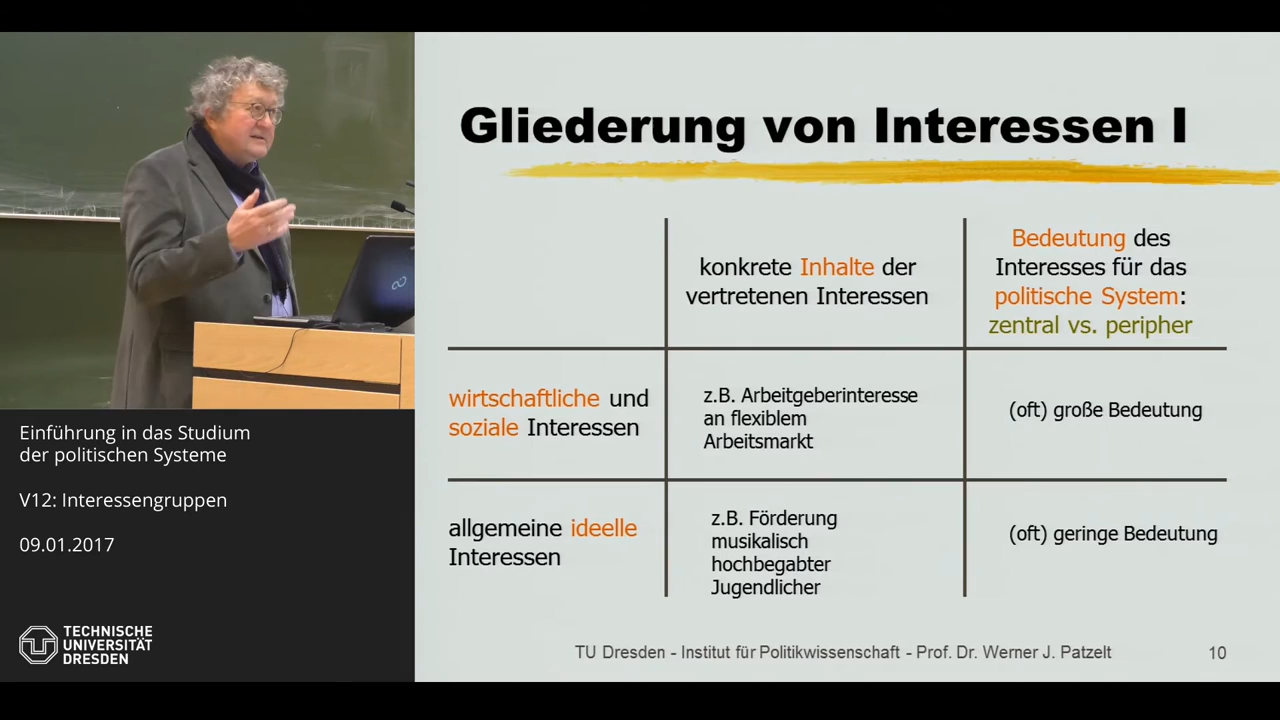 Gliederung von Interessen I
konkrete Inhalte der
vertretenen Interessen
Bedeutung des
Interesses für das
politische System:
zentral vs. peripher
wirtschaftliche und
soziale Interessen
z.B. Arbeitgeberinteresse
an flexiblem
Arbeitsmarkt
(oft) große Bedeutung
allgemeine ideelle
Interessen
z.B. Förderung
musikalisch
hochbegabter
Jugendlicher
(oft) geringe Bedeutung
TU Dresden - Institut für Politikwissenschaft - Prof. Dr. Werner J. Patzelt
10
Einführung in das Studium
der politischen Systeme
V12: Interessengruppen
09.01.2017
TECHNISCHE
UNIVERSITÄT
DRESDEN